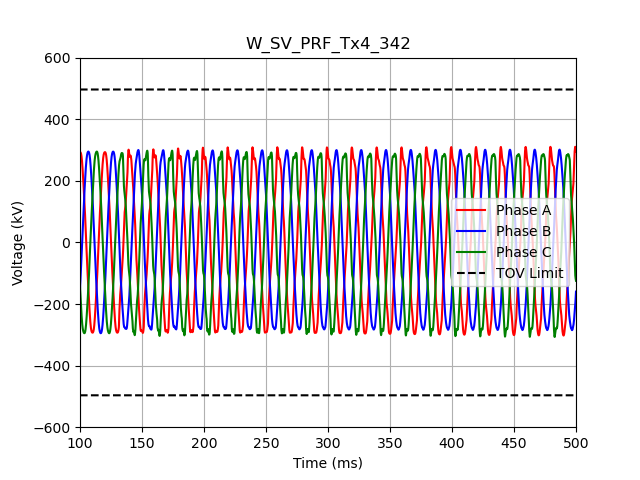 W_SV_PRF_Tx4_342
Voltage (kV)
600
400
200
0
−200
−400
−600
Phase A
Phase B
Phase C
TOV Limit
100
150
200
250
300
350
400
450
500
Time (ms)